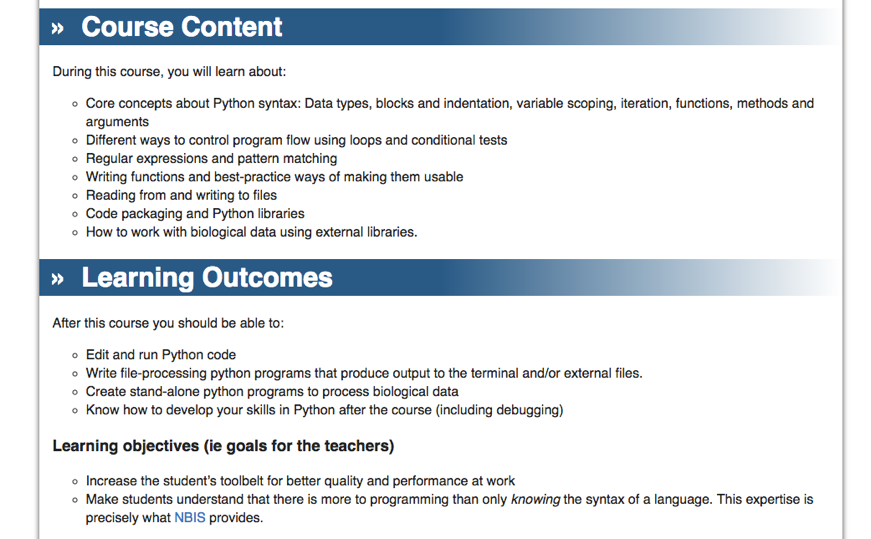 » Course Content
During this course, you will learn about:
◦ Core concepts about Python syntax: Data types, blocks and indentation, variable scoping, iteration, functions, methods and
arguments
◦ Different ways to control program flow using loops and conditional tests
◦ Regular expressions and pattern matching
◦ Writing functions and best-practice ways of making them usable
◦ Reading from and writing to files
◦ Code packaging and Python libraries
◦ How to work with biological data using external libraries.
» Learning Outcomes
After this course you should be able to:
◦ Edit and run Python code
◦ Write file-processing python programs that produce output to the terminal and/or external files.
◦ Create stand-alone python programs to process biological data
◦ Know how to develop your skills in Python after the course (including debugging)
Learning objectives (ie goals for the teachers)
◦ Increase the student's toolbelt for better quality and performance at work
◦ Make students understand that there is more to programming than only knowing the syntax of a language. This expertise is
precisely what NBIS provides.